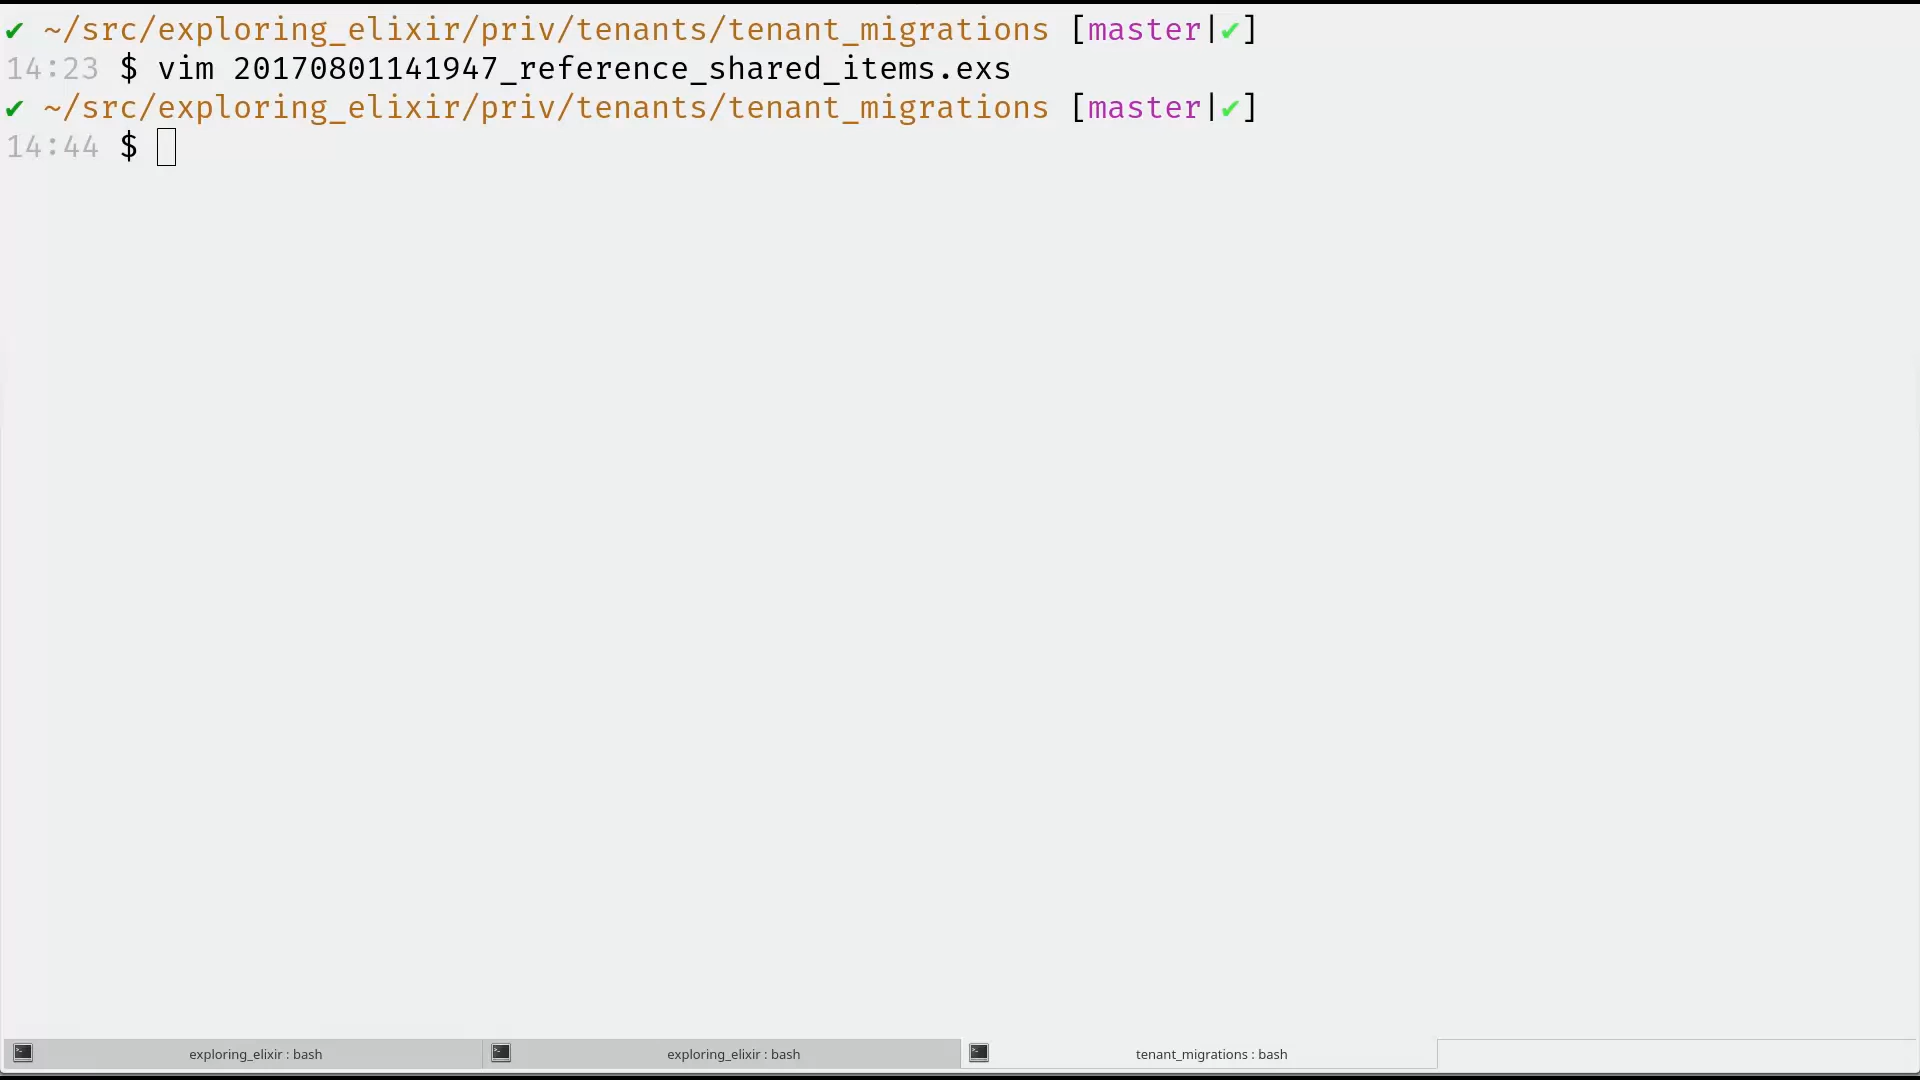 ✔ ~/src/exploring_elixir/priv/tenants/tenant_migrations [master|✔]
14:23 $ vim 20170801141947_reference_shared_items.exs
✔ ~/src/exploring_elixir/priv/tenants/tenant_migrations [master|✔]
14:44 $
exploring_elixir : bash
exploring_elixir : bash
tenant_migrations : bash